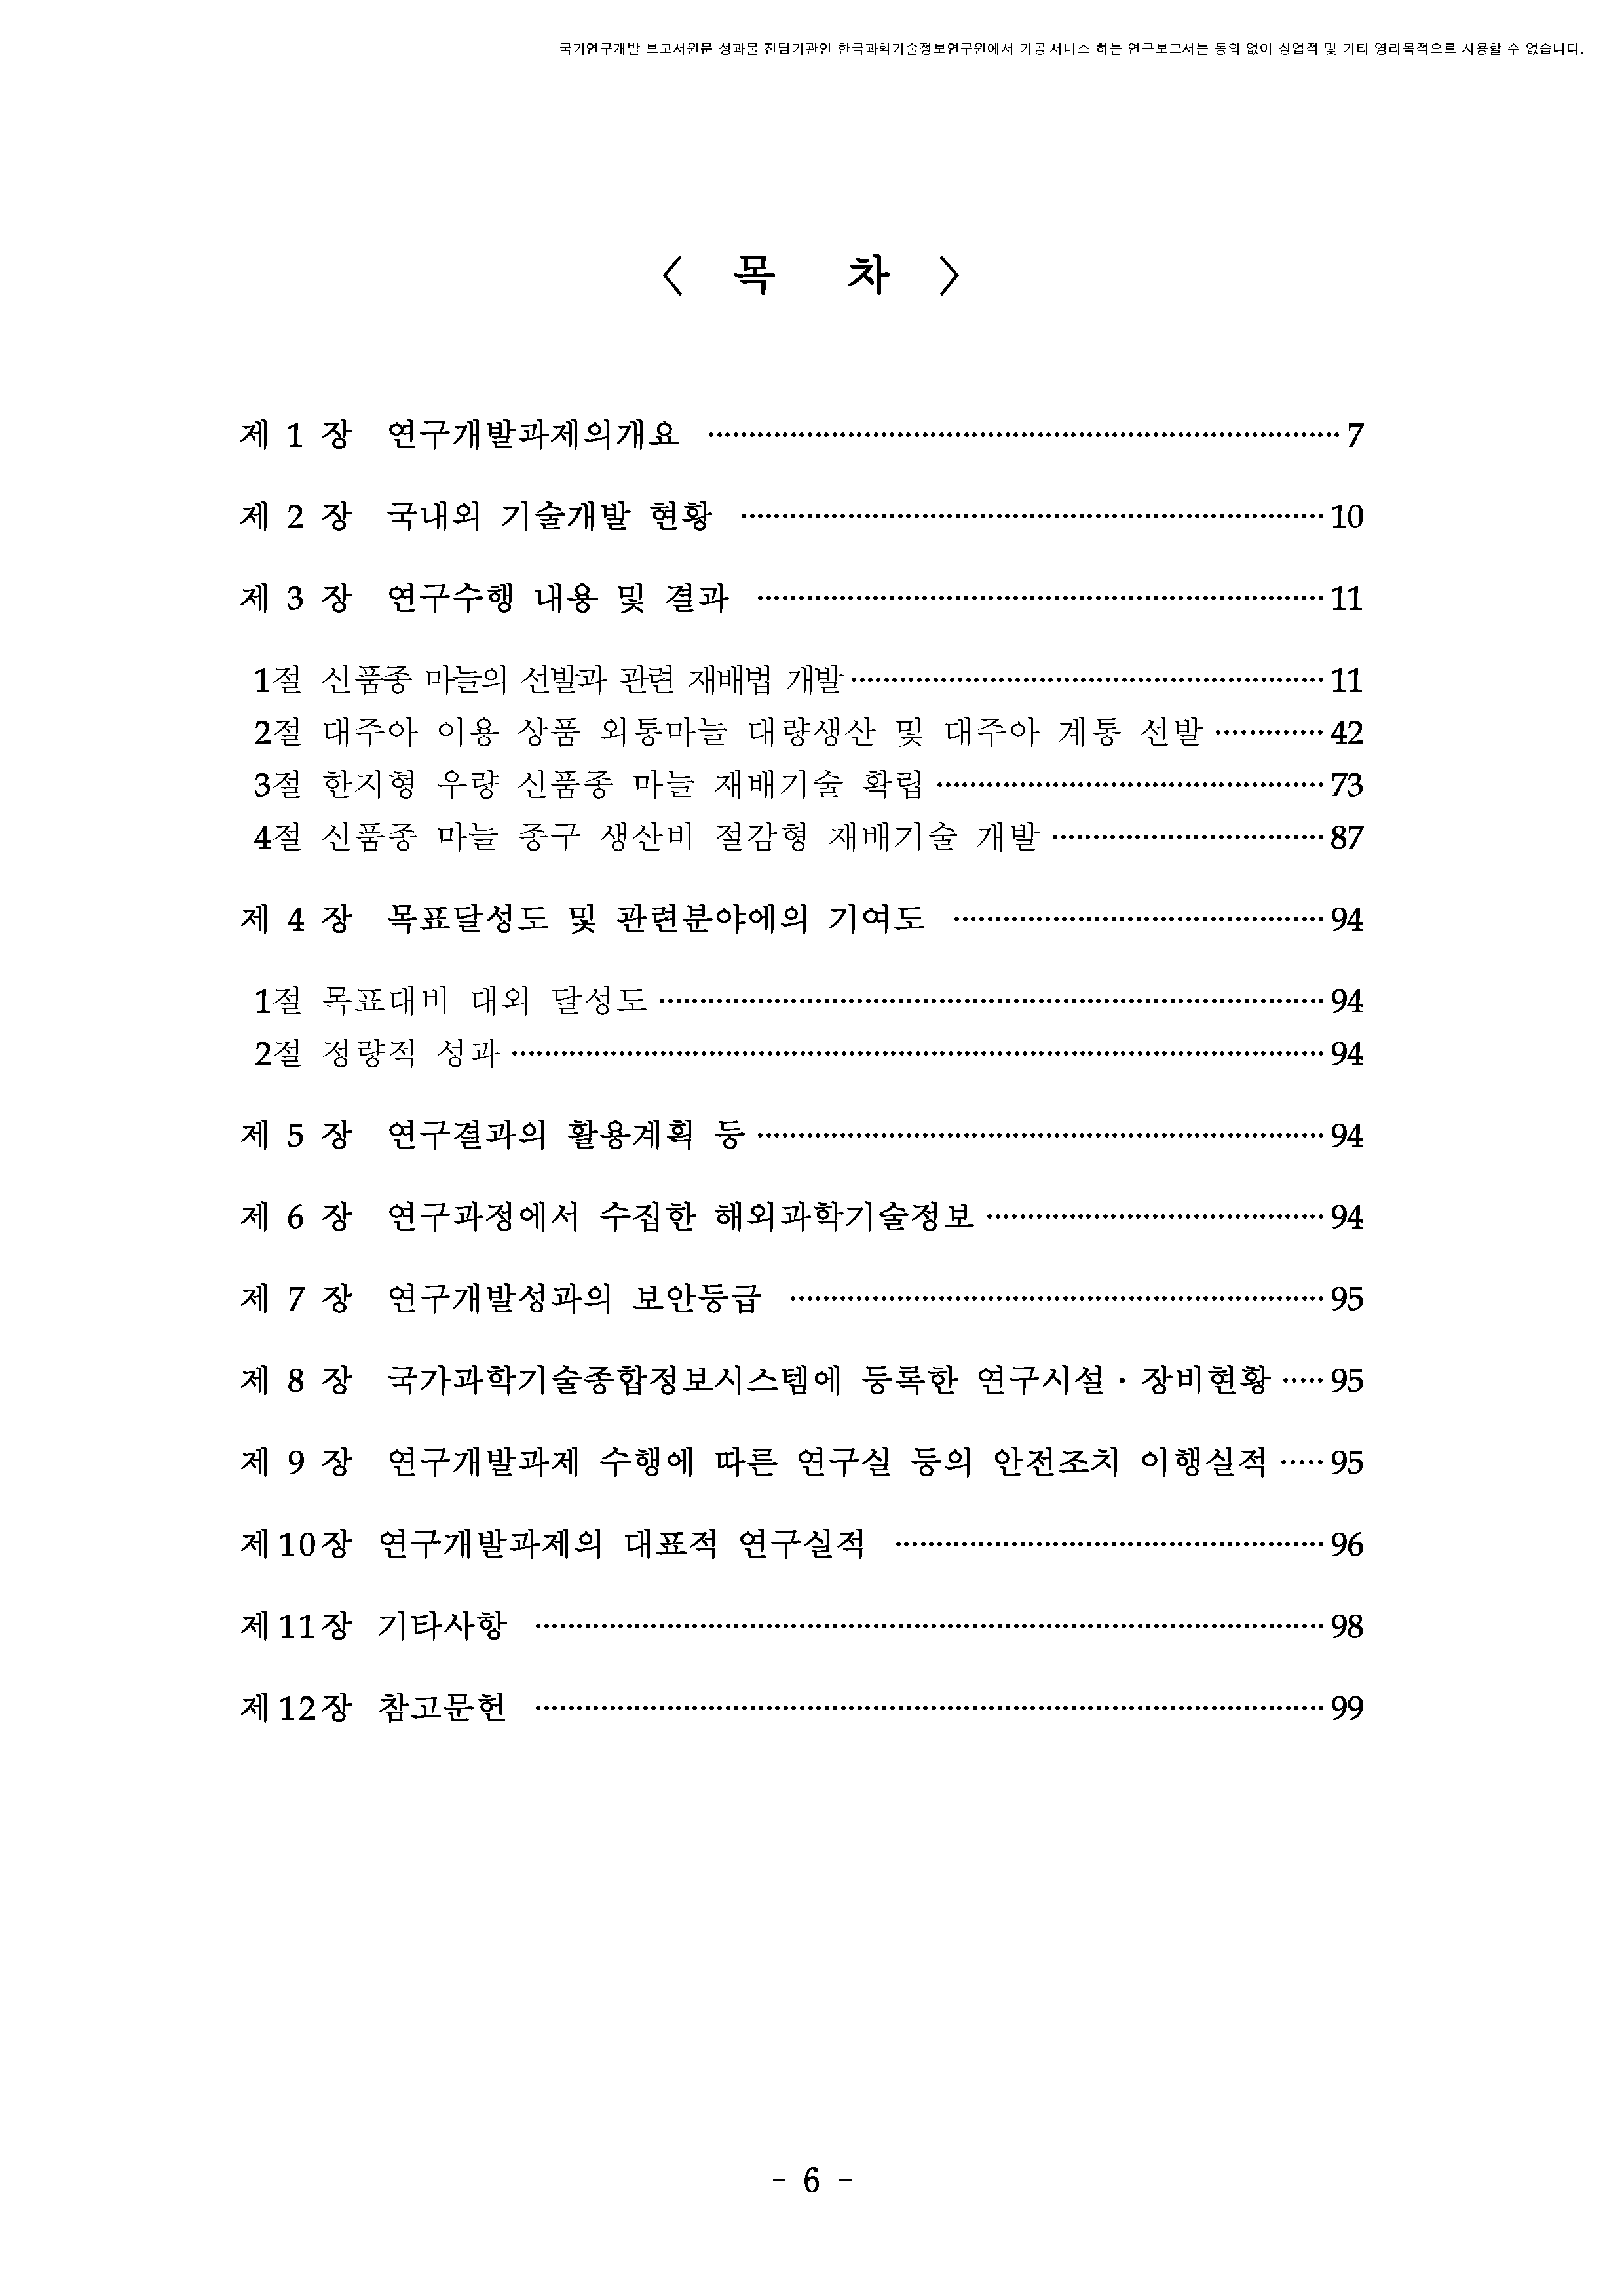 국가연구개발 보고서원문 성과물 전담기관인 한국과학기술정보연구원에서 가공·서비스 하는 연구보고서는 동의 없이 상업적 및 기타 영리목적으로 사용할 수 없습니다.
〈 목 차 〉
제 1 장 연구개발과제의개요 ········ 7
제 2 장 국내외 기술개발 현황 ········ 10
제 3 장 연구수행 내용 및 결과 ········ 11
1절 신품종 마늘의 선발과 관련 재배법 개발 ········ 11
2절 대주아 이용 상품 외통마늘 대량생산 및 대주아 계통 선발 ········ 42
3절 한지형 우량 신품종 마늘 재배기술 확립 ········ 73
4절 신품종 마늘 종구 생산비 절감형 재배기술 개발 ········ 87
제 4 장 목표달성도 및 관련분야에의 기여도 ········ 94
1절 목표대비 대외 달성도 ········ 94
2절 정량적 성과 ········ 94
제 5 장 연구결과의 활용계획 등 ········ 94
제 6 장 연구과정에서 수집한 해외과학기술정보 ········ 94
제 7 장 연구개발성과의 보안등급 ········ 95
제 8 장 국가과학기술종합정보시스템에 등록한 연구시설·장비현황 ····· 95
제 9 장 연구개발과제 수행에 따른 연구실 등의 안전조치 이행실적 ····· 95
제10장 연구개발과제의 대표적 연구실적 ········ 96
제11장 기타사항 ········ 98
제12장 참고문헌 ········ 99
- 6 -